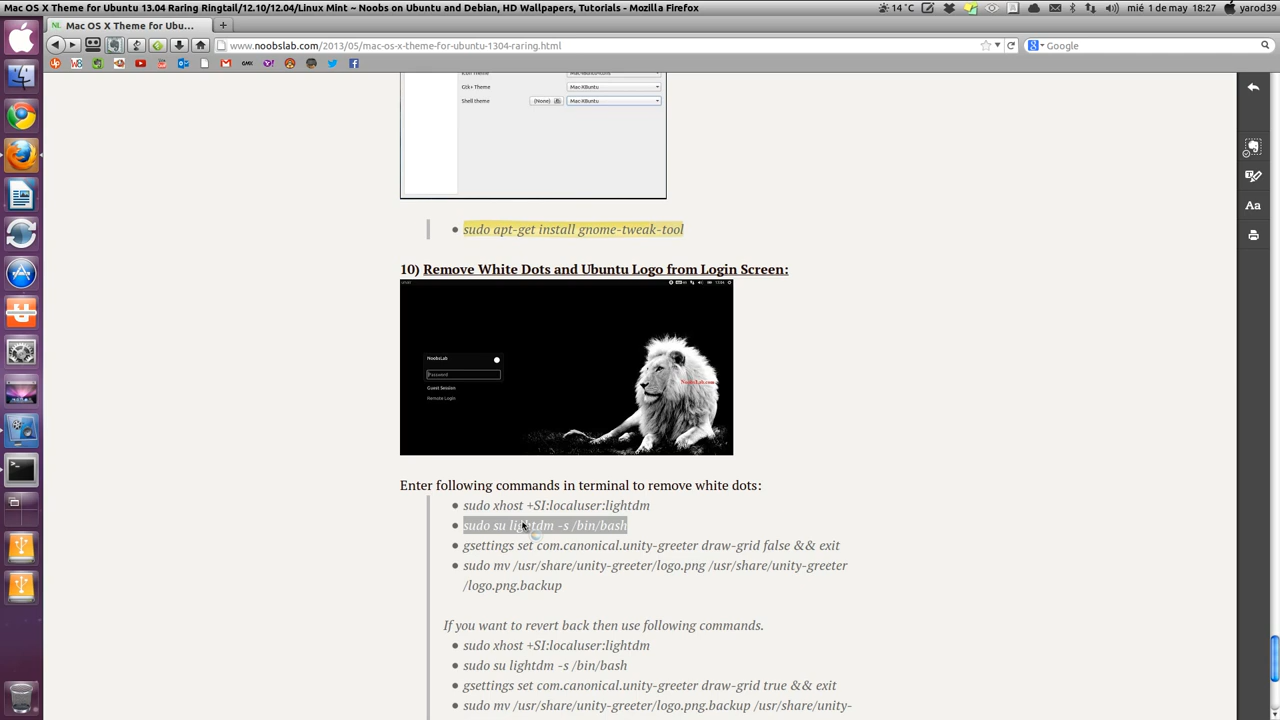 Mac OS X Theme for Ubuntu 13.04 Raring Ringtail/12.10/12.04/Linux Mint ~ Noobs on Ubuntu and Debian, HD Wallpapers, Tutorials - Mozilla Firefox
14 °C
mié 1 de may
18:27
yarod39
Mac OS X Theme for Ubu...
www.noobslab.com/2013/05/mac-os-x-theme-for-ubuntu-1304-raring.html
Google
GMX
Gtk+ Theme
Mac-XBuntu
Shell theme
(None)
Mac-XBuntu
Aa
• sudo apt-get install gnome-tweak-tool
10) Remove White Dots and Ubuntu Logo from Login Screen:
NoobsLab
Password
Guest Session
Remote Login
NoobsLab.com
Enter following commands in terminal to remove white dots:
• sudo xhost +SI:localuser:lightdm
• sudo su lightdm -s /bin/bash
• gsettings set com.canonical.unity-greeter draw-grid false && exit
• sudo mv /usr/share/unity-greeter/logo.png /usr/share/unity-greeter
/logo.png.backup
If you want to revert back then use following commands.
• sudo xhost +SI:localuser:lightdm
• sudo su lightdm -s /bin/bash
• gsettings set com.canonical.unity-greeter draw-grid true && exit
• sudo mv /usr/share/unity-greeter/logo.png.backup /usr/share/unity-